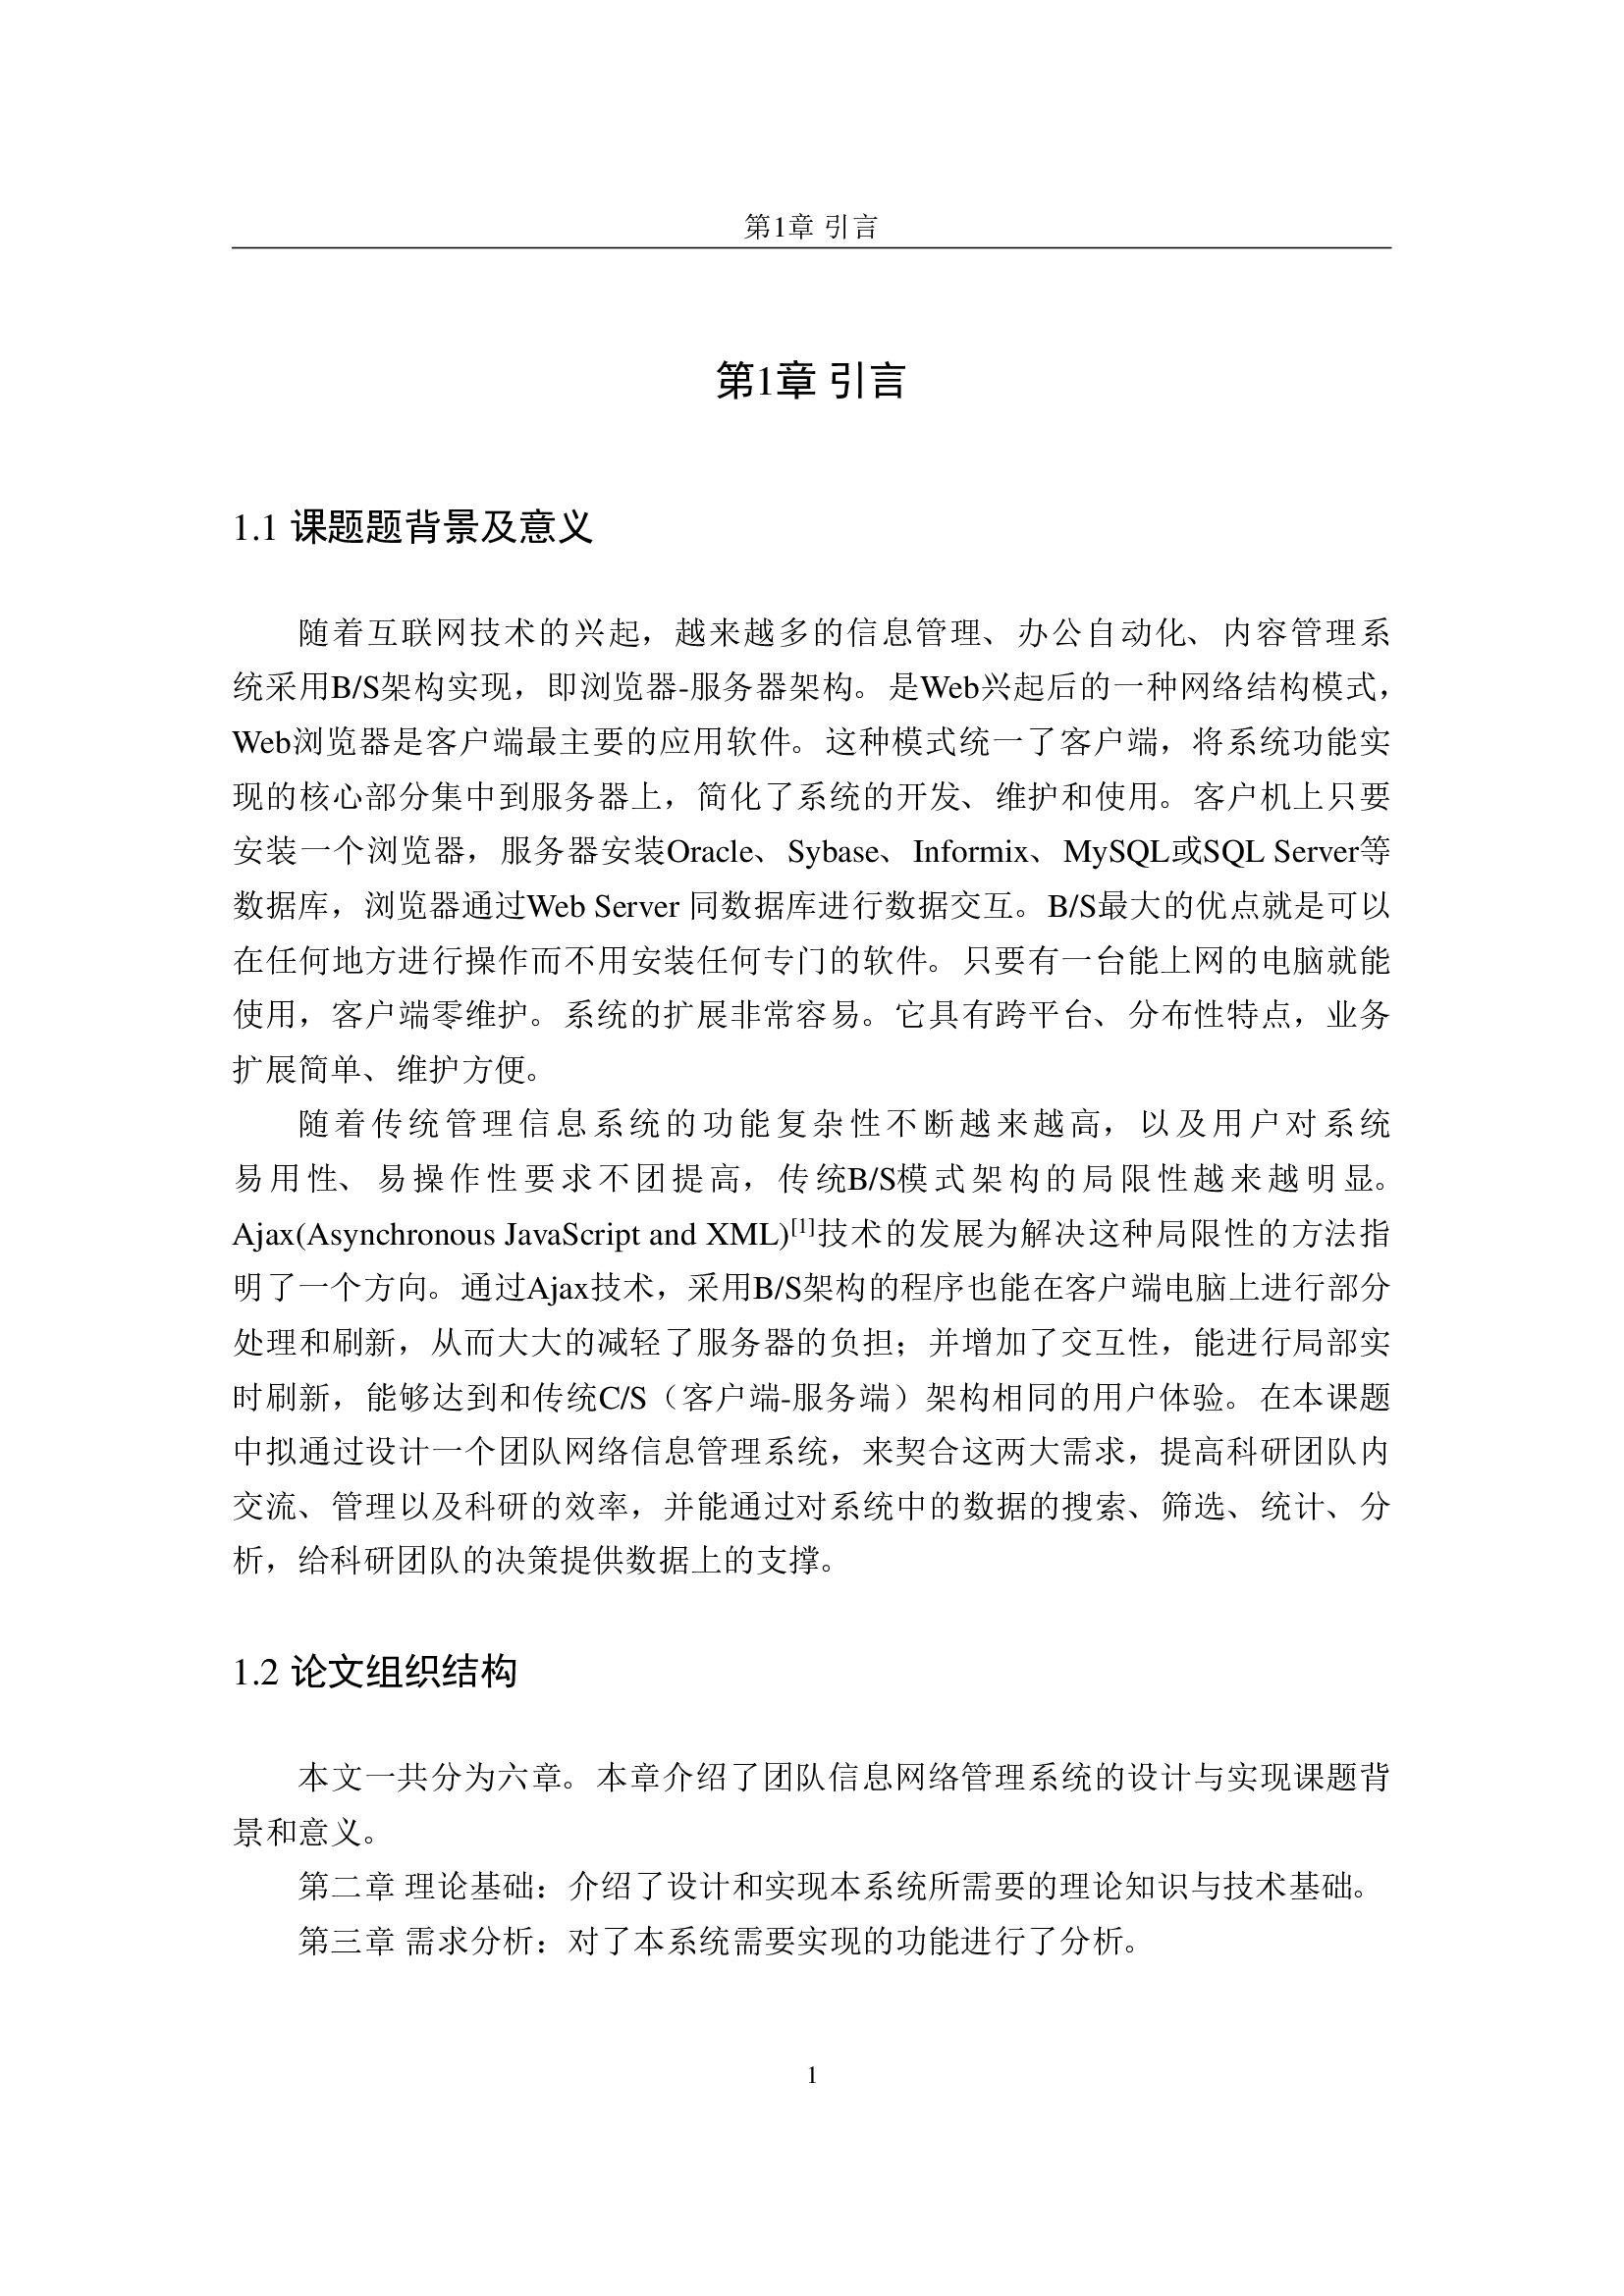 第1章 引言
第1章 引言
1.1 课题题背景及意义
随着互联网技术的兴起，越来越多的信息管理、办公自动化、内容管理系
统采用B/S架构实现，即浏览器-服务器架构。是Web兴起后的一种网络结构模式，
Web浏览器是客户端最主要的应用软件。这种模式统一了客户端，将系统功能实
现的核心部分集中到服务器上，简化了系统的开发、维护和使用。客户机上只要
安装一个浏览器，服务器安装Oracle、Sybase、Informix、MySQL或SQL Server等
数据库，浏览器通过Web Server 同数据库进行数据交互。B/S最大的优点就是可以
在任何地方进行操作而不用安装任何专门的软件。只要有一台能上网的电脑就能
使用，客户端零维护。系统的扩展非常容易。它具有跨平台、分布性特点，业务
扩展简单、维护方便。
随着传统管理信息系统的功能复杂性不断越来越高，以及用户对系统
易用性、易操作性要求不团提高，传统B/S模式架构的局限性越来越明显。
Ajax(Asynchronous JavaScript and XML)[1]技术的发展为解决这种局限性的方法指
明了一个方向。通过Ajax技术，采用B/S架构的程序也能在客户端电脑上进行部分
处理和刷新，从而大大的减轻了服务器的负担；并增加了交互性，能进行局部实
时刷新，能够达到和传统C/S（客户端-服务端）架构相同的用户体验。在本课题
中拟通过设计一个团队网络信息管理系统，来契合这两大需求，提高科研团队内
交流、管理以及科研的效率，并能通过对系统中的数据的搜索、筛选、统计、分
析，给科研团队的决策提供数据上的支撑。
1.2 论文组织结构
本文一共分为六章。本章介绍了团队信息网络管理系统的设计与实现课题背
景和意义。
第二章 理论基础：介绍了设计和实现本系统所需要的理论知识与技术基础。
第三章 需求分析：对了本系统需要实现的功能进行了分析。
1